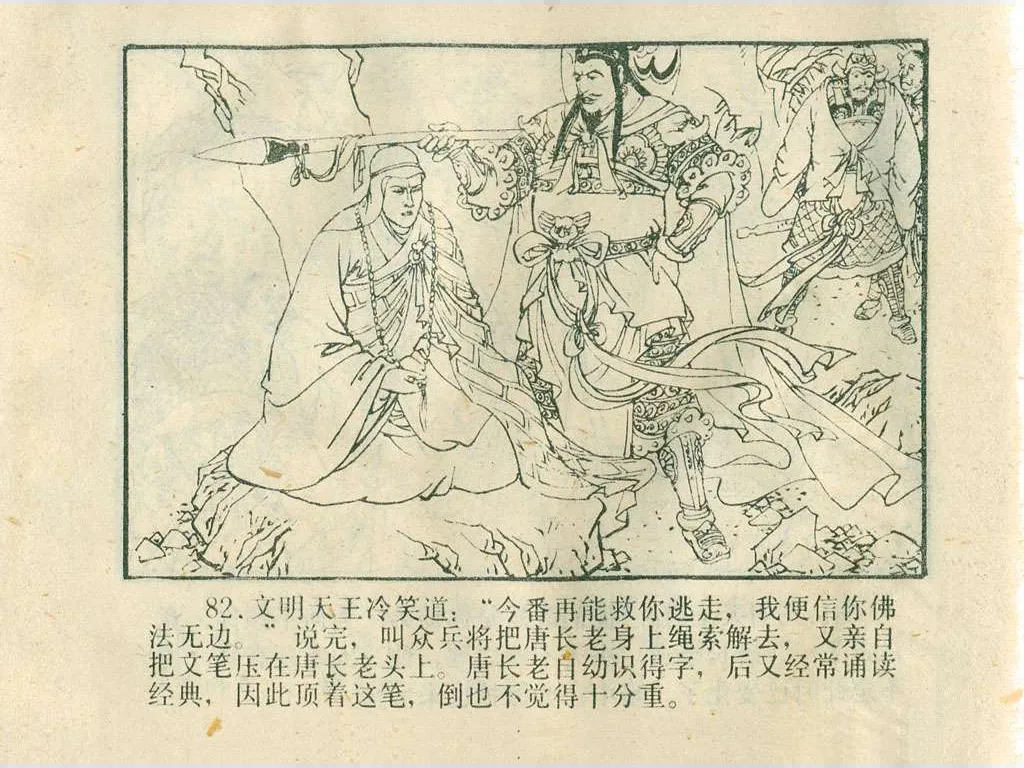 82. 文明天王冷笑道：“今番再能救你逃走，我便信你佛
法无边。”说完，叫众兵将把唐长老身上绳索解去，又亲自
把文笔压在唐长老头上。唐长老自幼识得字，后又经常诵读
经典，因此顶着这笔，倒也不觉得十分重。